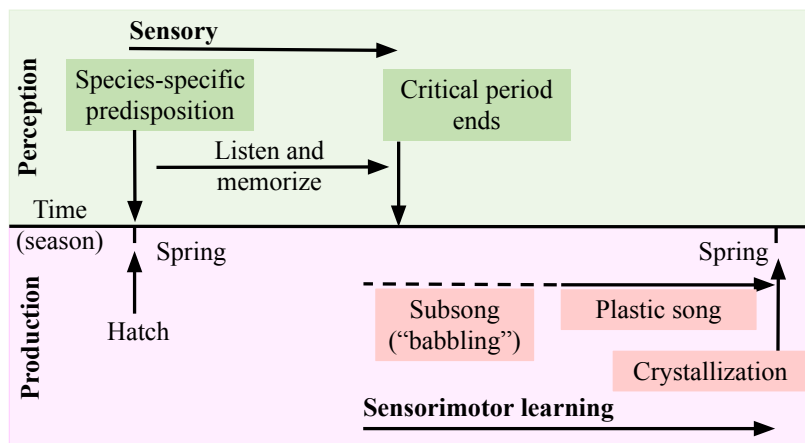 Sensory
Species-specific
predisposition
Critical period
ends
Perception
Listen and
memorize
Time
(season)
Spring
Spring
Hatch
Production
Subsong
(“babbling”)
Plastic song
Crystallization
Sensorimotor learning